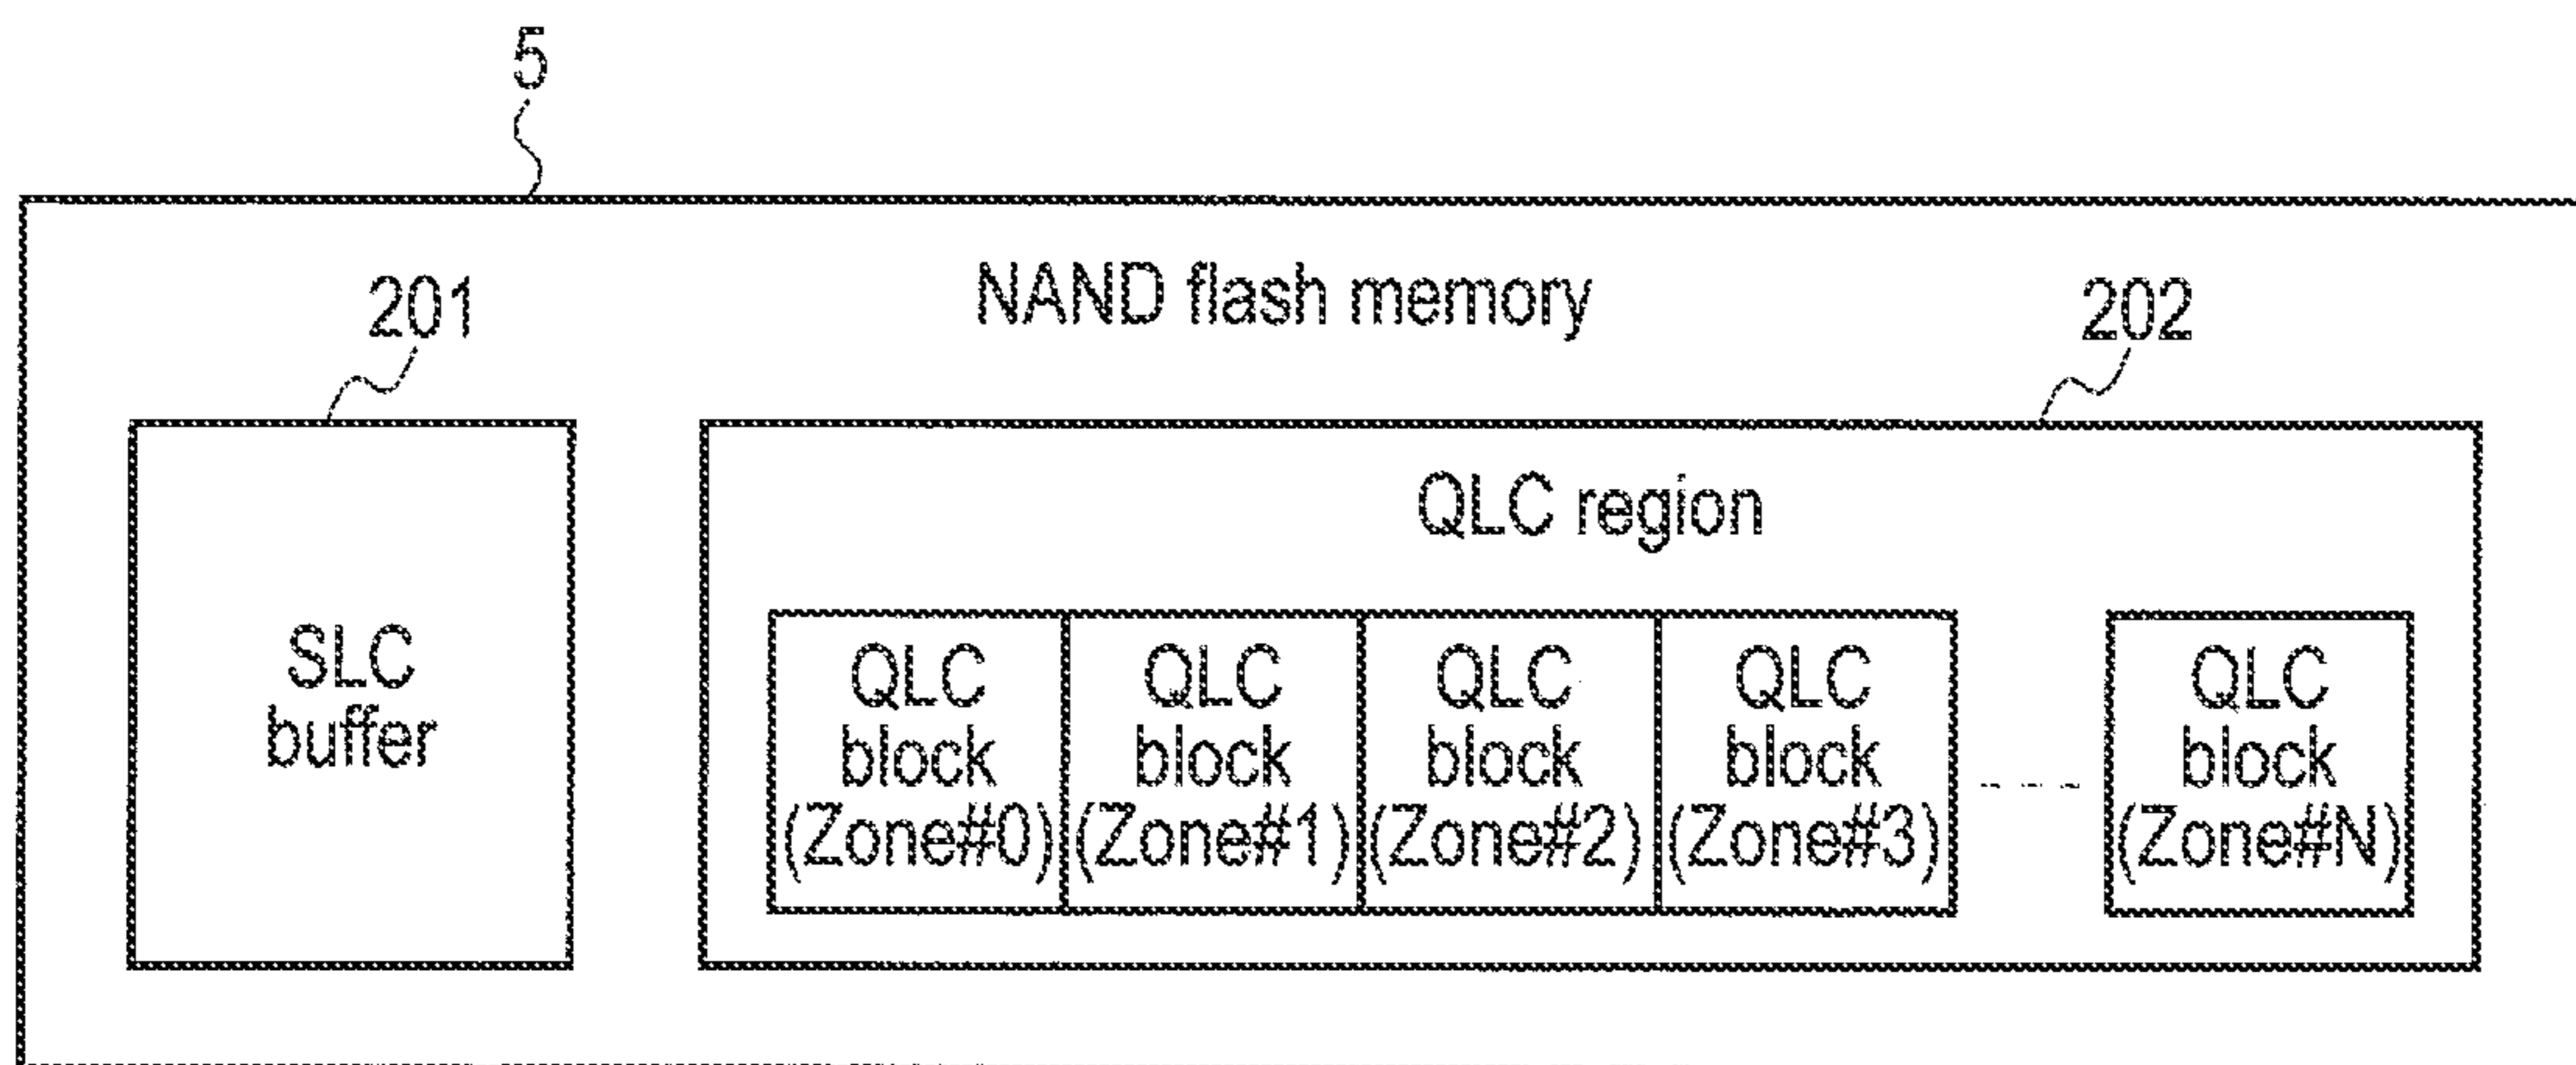 5
NAND flash memory
201
202
SLC
buffer
QLC region
QLC
block
(Zone#0)
QLC
block
(Zone#1)
QLC
block
(Zone#2)
QLC
block
(Zone#3)
QLC
block
(Zone#N)